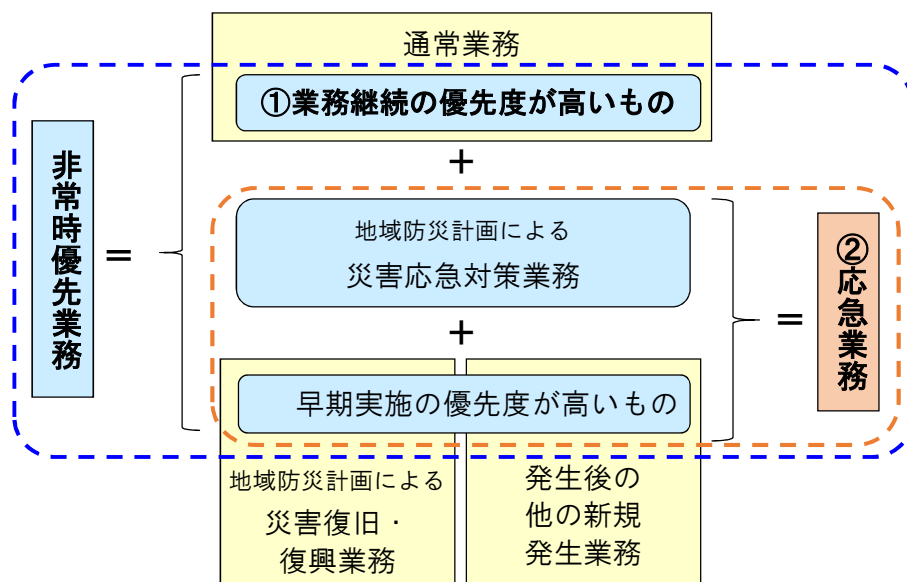 通常業務
①業務継続の優先度が高いもの
+
非常時優先業務
=
地域防災計画による
災害応急対策業務
=
②応急業務
+
早期実施の優先度が高いもの
地域防災計画による
災害復旧・
復興業務
発生後の
他の新規
発生業務